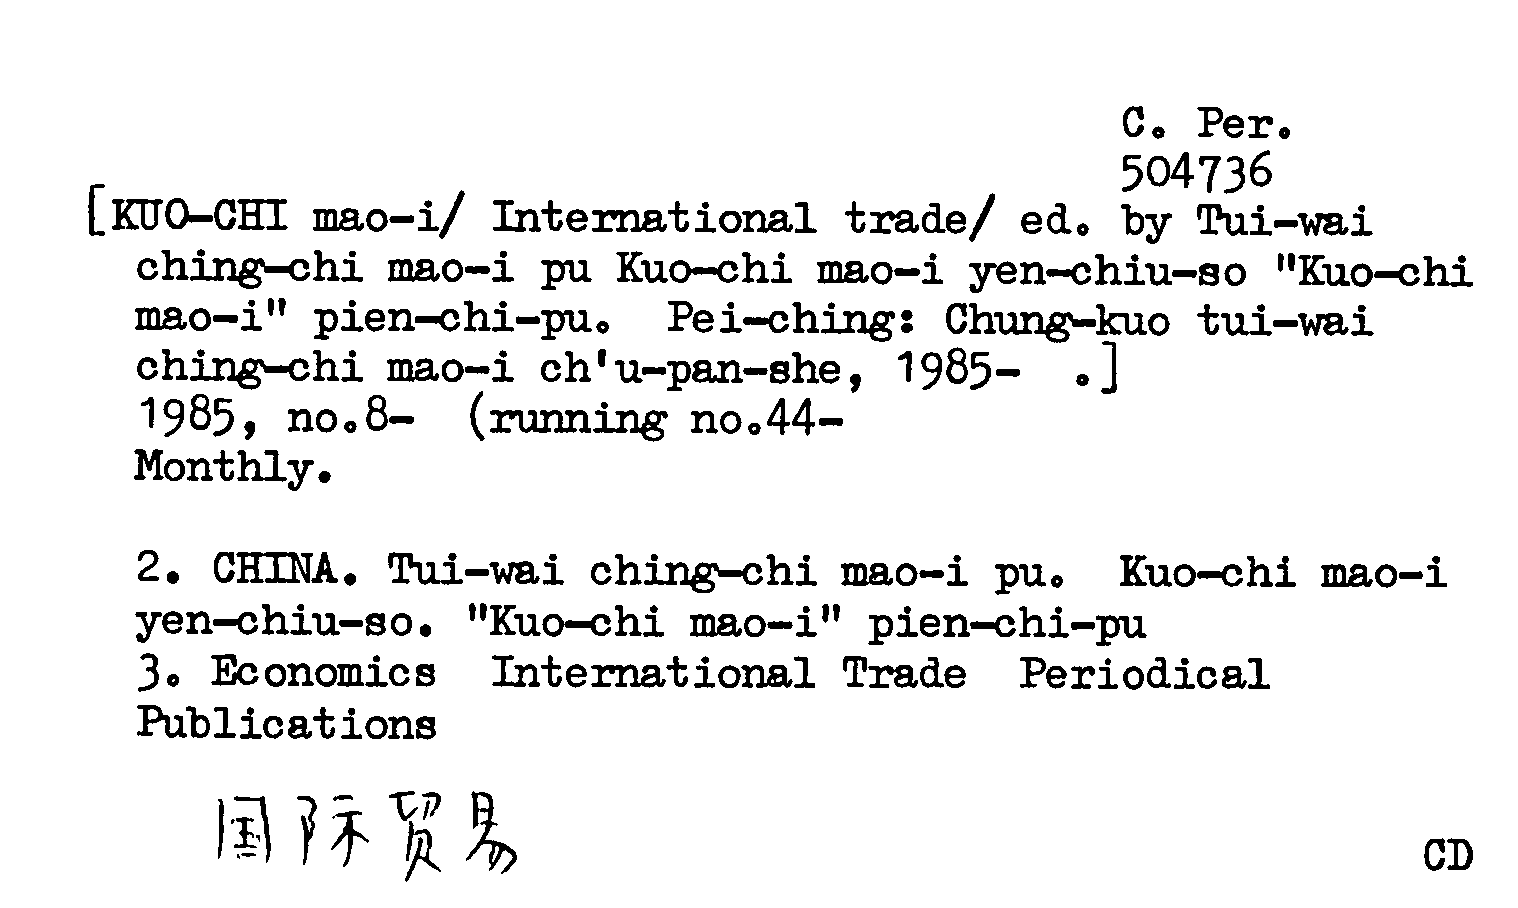 C. Per.
504736
[KUO-CHI mao-i/ International trade/ ed. by Tui-wai
ching-chi mao-i pu Kuo-chi mao-i yen-chiu-so "Kuo-chi
mao-i" pien-chi-pu. Pei-ching: Chung-kuo tui-wai
ching-chi mao-i ch'u-pan-she, 1985- .]
1985, no.8- (running no.44-
Monthly.
2. CHINA. Tui-wai ching-chi mao-i pu. Kuo-chi mao-i
yen-chiu-so. "Kuo-chi mao-i" pien-chi-pu
3. Economics International Trade Periodical
Publications
国际贸易
CD